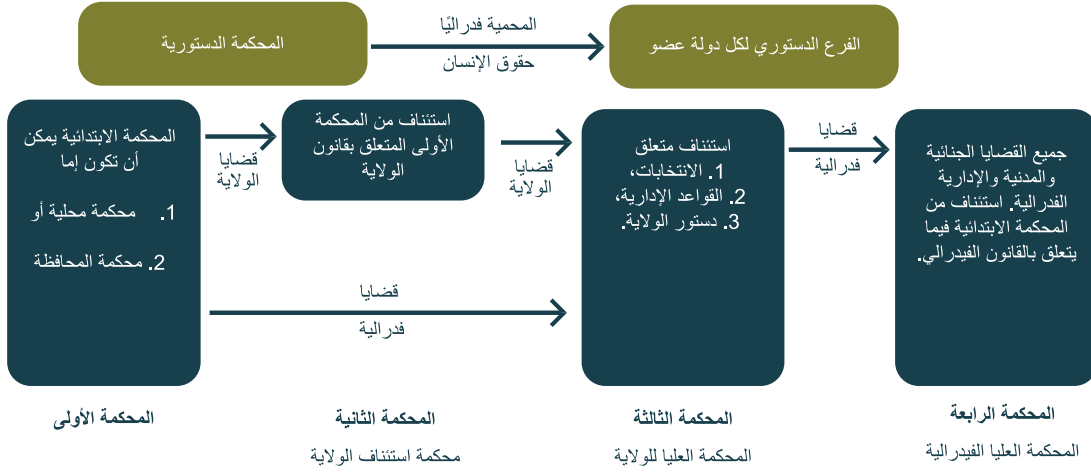 المحكمة الدستورية
المحمية فدراليًا
حقوق الإنسان
الفرع الدستوري لكل دولة عضو
المحكمة الابتدائية يمكن
أن تكون إما
1. محكمة محلية أو
2. محكمة المحافظة
قضايا
الولاية
استئناف من المحكمة
الأولى المتعلق بقانون
الولاية
قضايا
الولاية
استئناف متعلق
1. الانتخابات،
2. القواعد الإدارية،
3. دستور الولاية.
قضايا
فدرالية
جميع القضايا الجنائية
والمدنية والإدارية
الفدرالية. استئناف من
المحكمة الابتدائية فيما
يتعلق بالقانون الفيدرالي.
قضايا
فدرالية
المحكمة الأولى
المحكمة الثانية
محكمة استئناف الولاية
المحكمة الثالثة
المحكمة العليا للولاية
المحكمة الرابعة
المحكمة العليا الفيدرالية